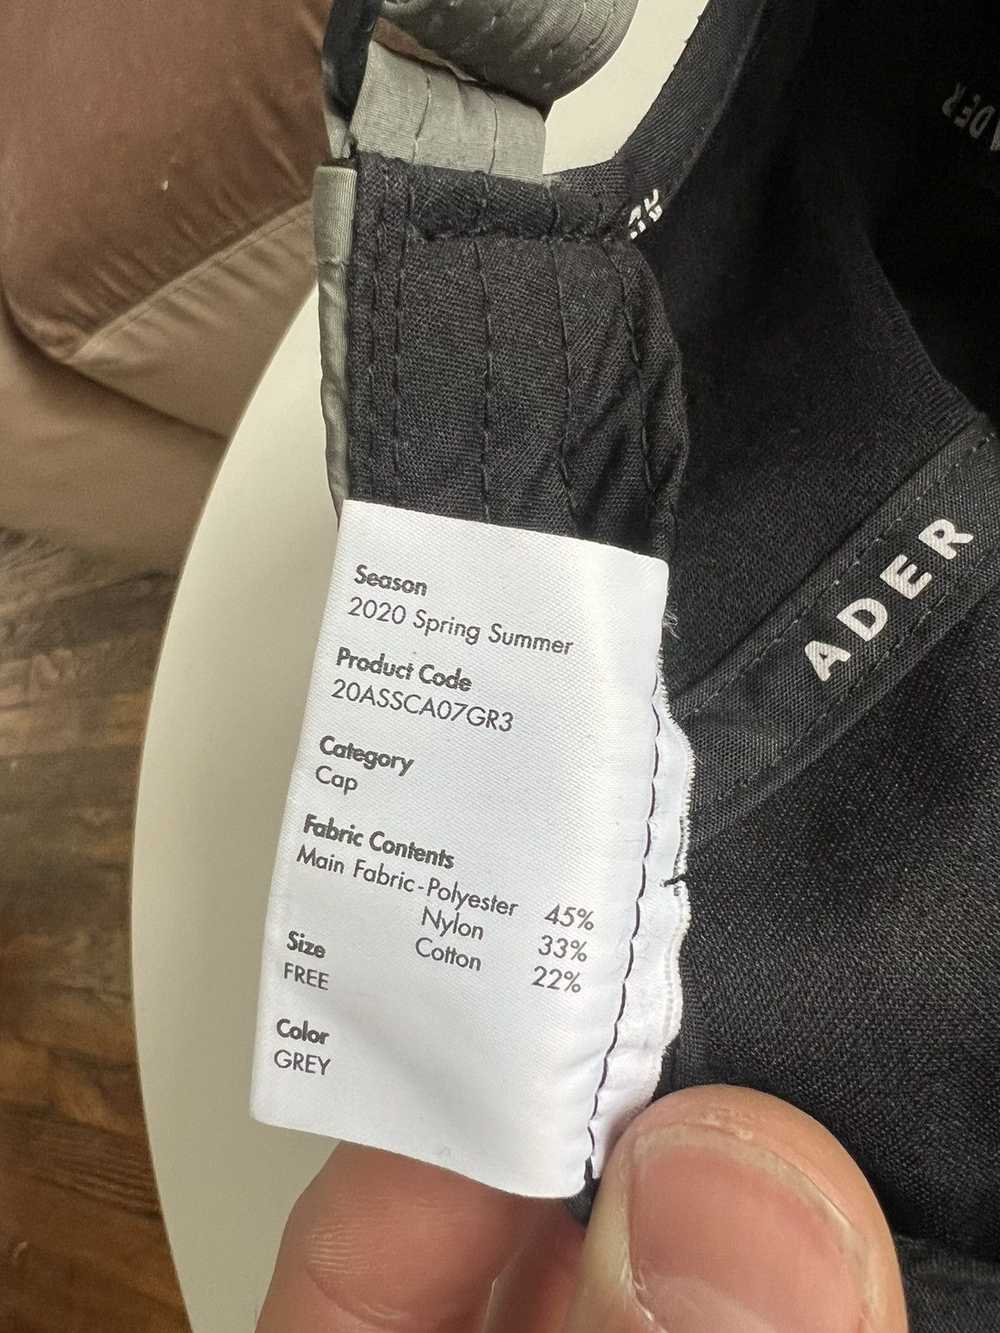 ADER
Season
2020 Spring Summer
Product Code
20ASSCA07GR3
Category
Cap
Fabric Contents
Main Fabric-Polyester 45%
Nylon 33%
Cotton 22%
Size
FREE
Color
GREY
ADER